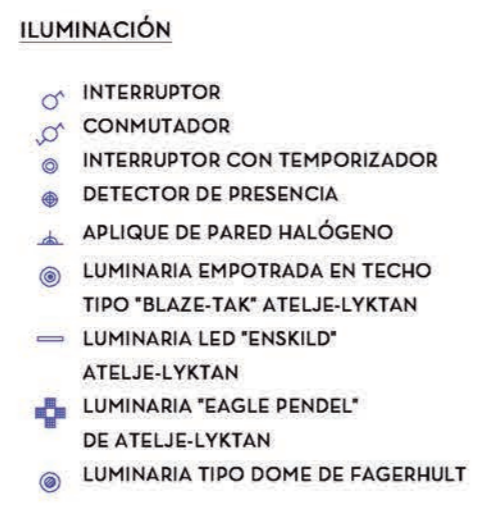 ILUMINACIÓN
INTERRUPTOR
CONMUTADOR
INTERRUPTOR CON TEMPORIZADOR
DETECTOR DE PRESENCIA
APLIQUE DE PARED HALÓGENO
LUMINARIA EMPOTRADA EN TECHO
TIPO "BLAZE-TAK" ATELJE-LYKTAN
LUMINARIA LED "ENSKILD"
ATELJE-LYKTAN
LUMINARIA "EAGLE PENDEL"
DE ATELJE-LYKTAN
LUMINARIA TIPO DOME DE FAGERHULT